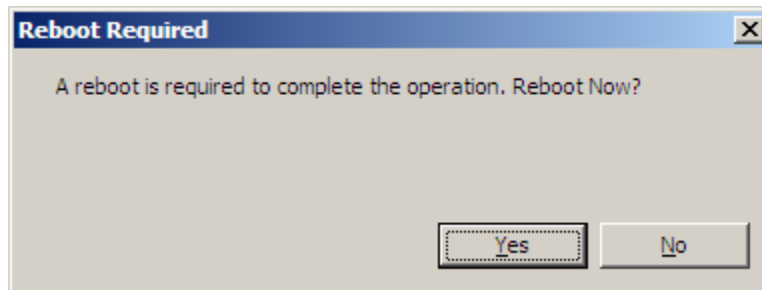 Reboot Required
A reboot is required to complete the operation. Reboot Now?
Yes
No